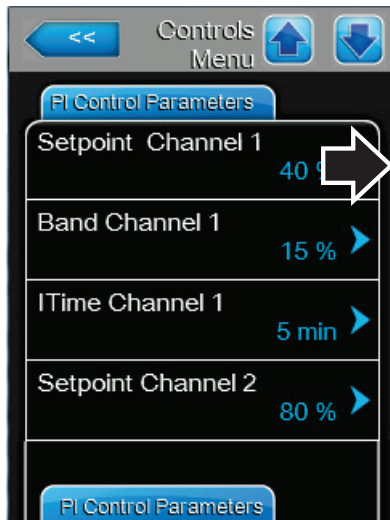 <<
Controls
Menu
PI Control Parameters
Setpoint Channel 1
40
Band Channel 1
15 %
ITime Channel 1
5 min
Setpoint Channel 2
80 %
PI Control Parameters